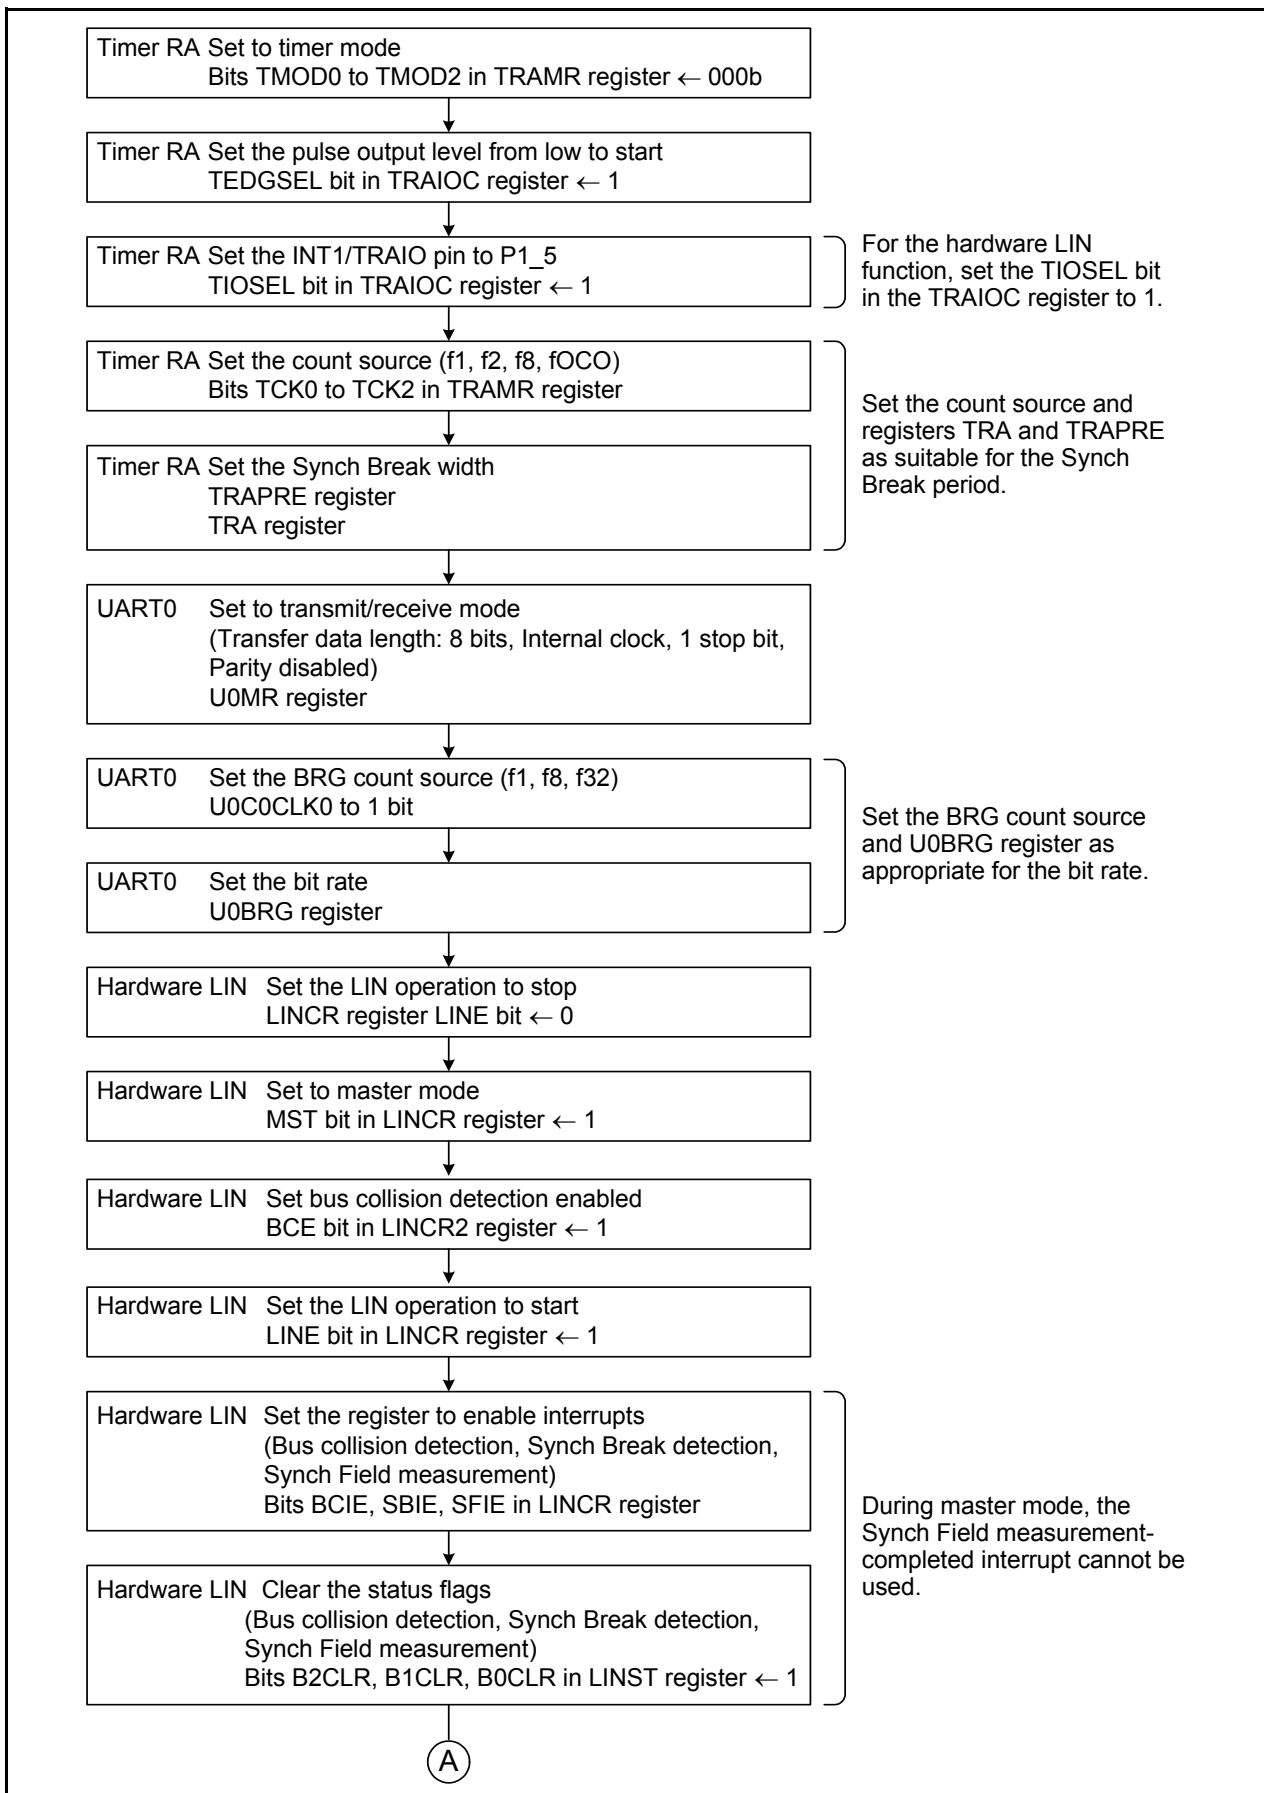 Timer RA Set to timer mode
Bits TMOD0 to TMOD2 in TRAMR register ← 000b
Timer RA Set the pulse output level from low to start
TEDGSEL bit in TRAIOC register ← 1
Timer RA Set the INT1/TRAIO pin to P1_5
TIOSEL bit in TRAIOC register ← 1
For the hardware LIN
function, set the TIOSEL bit
in the TRAIOC register to 1.
Timer RA Set the count source (f1, f2, f8, fOCO)
Bits TCK0 to TCK2 in TRAMR register
Timer RA Set the Synch Break width
TRAPRE register
TRA register
Set the count source and
registers TRA and TRAPRE
as suitable for the Synch
Break period.
UART0 Set to transmit/receive mode
(Transfer data length: 8 bits, Internal clock, 1 stop bit,
Parity disabled)
U0MR register
UART0 Set the BRG count source (f1, f8, f32)
U0C0CLK0 to 1 bit
UART0 Set the bit rate
U0BRG register
Set the BRG count source
and U0BRG register as
appropriate for the bit rate.
Hardware LIN Set the LIN operation to stop
LINCR register LINE bit ← 0
Hardware LIN Set to master mode
MST bit in LINCR register ← 1
Hardware LIN Set bus collision detection enabled
BCE bit in LINCR2 register ← 1
Hardware LIN Set the LIN operation to start
LINE bit in LINCR register ← 1
Hardware LIN Set the register to enable interrupts
(Bus collision detection, Synch Break detection,
Synch Field measurement)
Bits BCIE, SBIE, SFIE in LINCR register
Hardware LIN Clear the status flags
(Bus collision detection, Synch Break detection,
Synch Field measurement)
Bits B2CLR, B1CLR, B0CLR in LINST register ← 1
During master mode, the
Synch Field measurement-
completed interrupt cannot be
used.
A